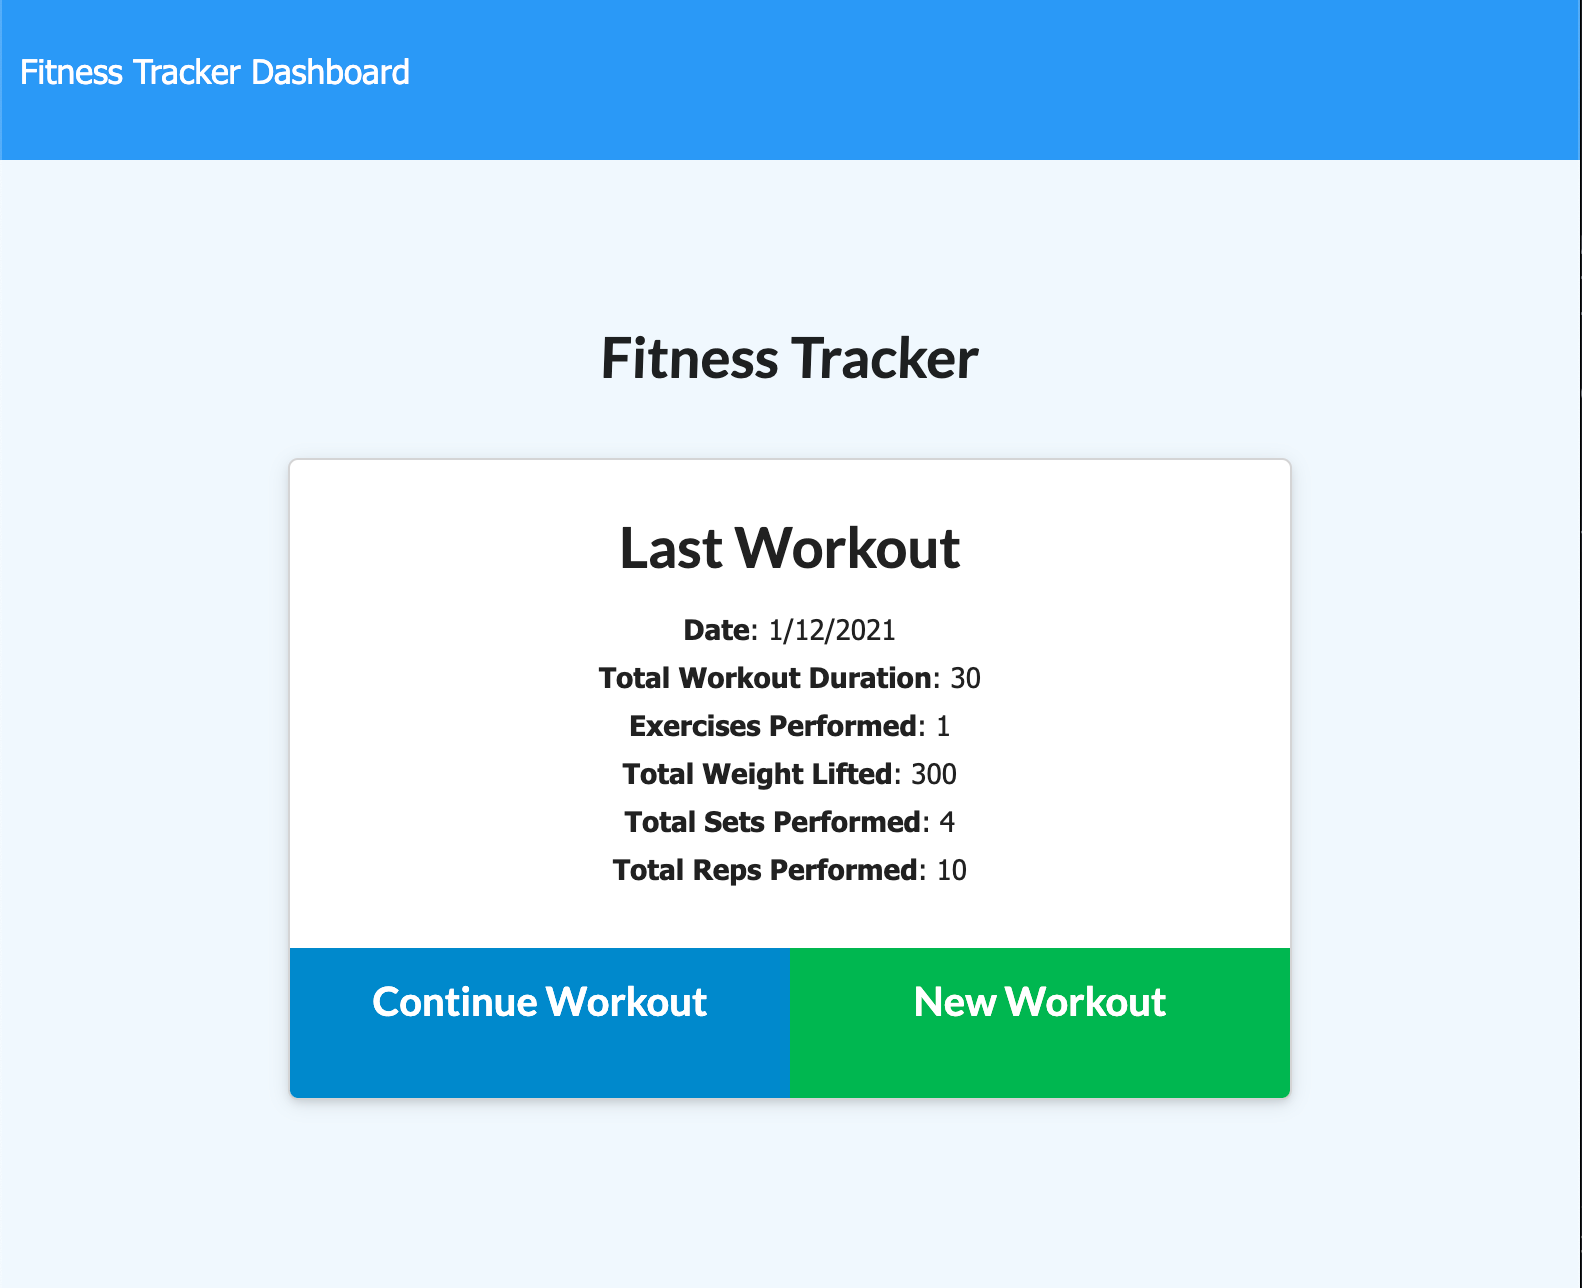 Fitness Tracker Dashboard
Fitness Tracker
Last Workout
Date: 1/12/2021
Total Workout Duration: 30
Exercises Performed: 1
Total Weight Lifted: 300
Total Sets Performed: 4
Total Reps Performed: 10
Continue Workout
New Workout